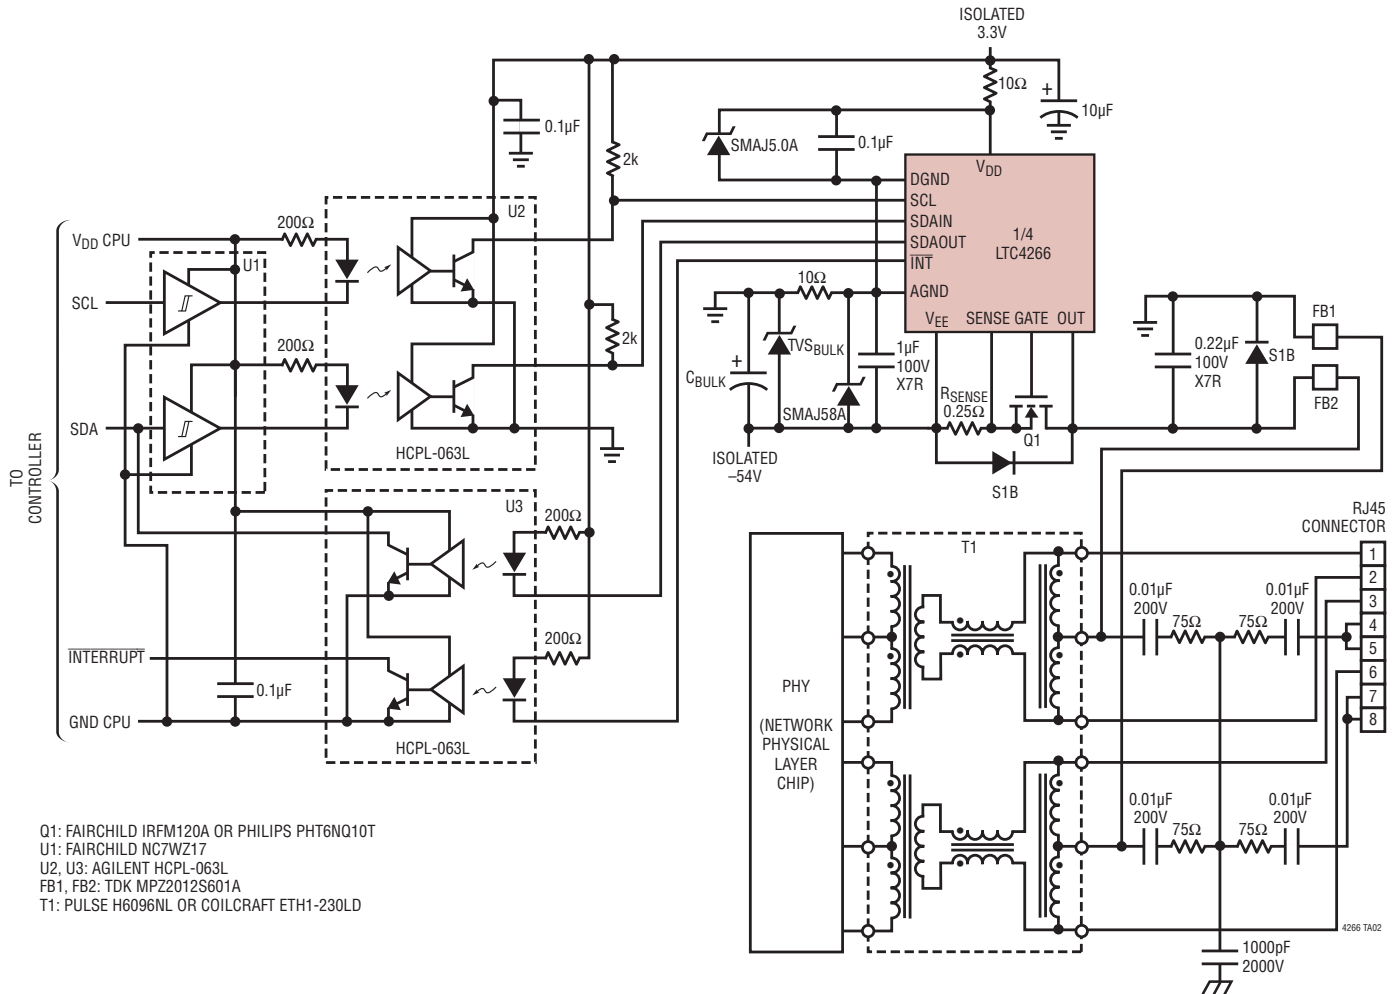 ISOLATED
3.3V
10Ω
+
10µF
0.1µF
SMAJ5.0A
0.1µF
2k
VDD
DGND
SCL
SDAIN
SDAOUT
INT
AGND
1/4
LTC4266
VEE
SENSE
GATE
OUT
U2
200Ω
VDD CPU
U1
SCL
200Ω
SDA
HCPL-063L
TO
CONTROLLER
2k
10Ω
TVSBULK
+
CBULK
SMAJ58A
1µF
100V
X7R
RSENSE
0.25Ω
Q1
S1B
ISOLATED
–54V
0.22µF
100V
X7R
S1B
FB1
FB2
U3
200Ω
200Ω
INTERRUPT
0.1µF
GND CPU
HCPL-063L
RJ45
CONNECTOR
T1
1
2
3
4
5
6
7
8
0.01µF
200V
75Ω
75Ω
0.01µF
200V
PHY
(NETWORK
PHYSICAL
LAYER
CHIP)
0.01µF
200V
75Ω
75Ω
0.01µF
200V
1000pF
2000V
4266 TA02
Q1: FAIRCHILD IRFM120A OR PHILIPS PHT6NQ10T
U1: FAIRCHILD NC7WZ17
U2, U3: AGILENT HCPL-063L
FB1, FB2: TDK MPZ2012S601A
T1: PULSE H6096NL OR COILCRAFT ETH1-230LD